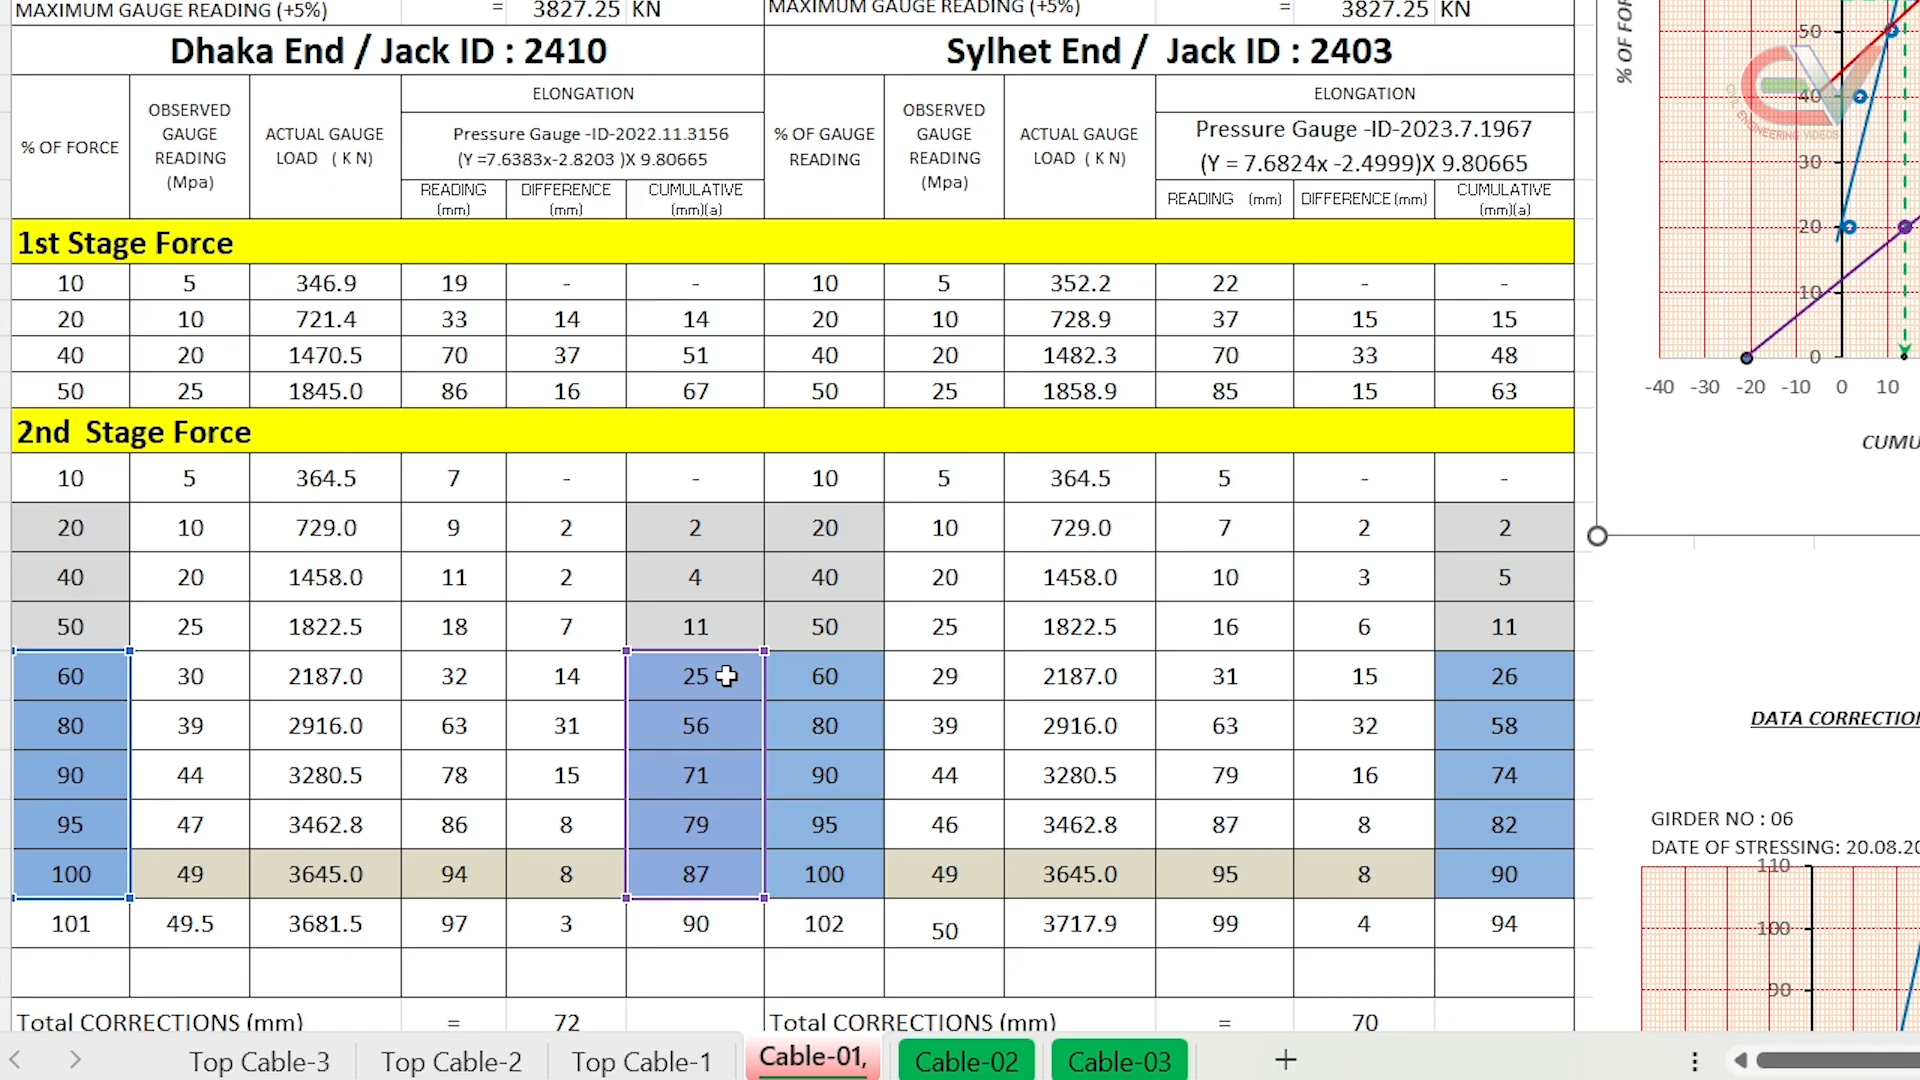 MAXIMUM GAUGE READING (+5%) = 3827.25 KN MAXIMUM GAUGE READING (+5%) = 3827.25 KN
Dhaka End / Jack ID : 2410 Sylhet End / Jack ID : 2403
% OF FORCE
OBSERVED
GAUGE
READING
(Mpa)
ACTUAL GAUGE
LOAD ( K N)
ELONGATION
Pressure Gauge -ID-2022.11.3156
(Y =7.6383x-2.8203 )X 9.80665
READING
(mm)
DIFFERENCE
(mm)
CUMULATIVE
(mm)(a)
% OF GAUGE
READING
OBSERVED
GAUGE
READING
(Mpa)
ACTUAL GAUGE
LOAD ( K N)
ELONGATION
Pressure Gauge -ID-2023.7.1967
(Y = 7.6824x -2.4999)X 9.80665
READING (mm)
DIFFERENCE (mm)
CUMULATIVE
(mm)(a)
1st Stage Force
10 5 346.9 19 - - 10 5 352.2 22 - -
20 10 721.4 33 14 14 20 10 728.9 37 15 15
40 20 1470.5 70 37 51 40 20 1482.3 70 33 48
50 25 1845.0 86 16 67 50 25 1858.9 85 15 63
2nd Stage Force
10 5 364.5 7 - - 10 5 364.5 5 - -
20 10 729.0 9 2 2 20 10 729.0 7 2 2
40 20 1458.0 11 2 4 40 20 1458.0 10 3 5
50 25 1822.5 18 7 11 50 25 1822.5 16 6 11
60 30 2187.0 32 14 25 60 29 2187.0 31 15 26
80 39 2916.0 63 31 56 80 39 2916.0 63 32 58
90 44 3280.5 78 15 71 90 44 3280.5 79 16 74
95 47 3462.8 86 8 79 95 46 3462.8 87 8 82
100 49 3645.0 94 8 87 100 49 3645.0 95 8 90
101 49.5 3681.5 97 3 90 102 50 3717.9 99 4 94
Total CORRECTIONS (mm) = 72 Total CORRECTIONS (mm) = 70
% OF FOR
50
40
30
20
10
0
-40 -30 -20 -10 0 10
CUMU
CIVIL
ENGINEERING VIDEOS
DATA CORRECTION
GIRDER NO : 06
DATE OF STRESSING: 20.08.20
110
100
90
Top Cable-3 Top Cable-2 Top Cable-1 Cable-01, Cable-02 Cable-03 +